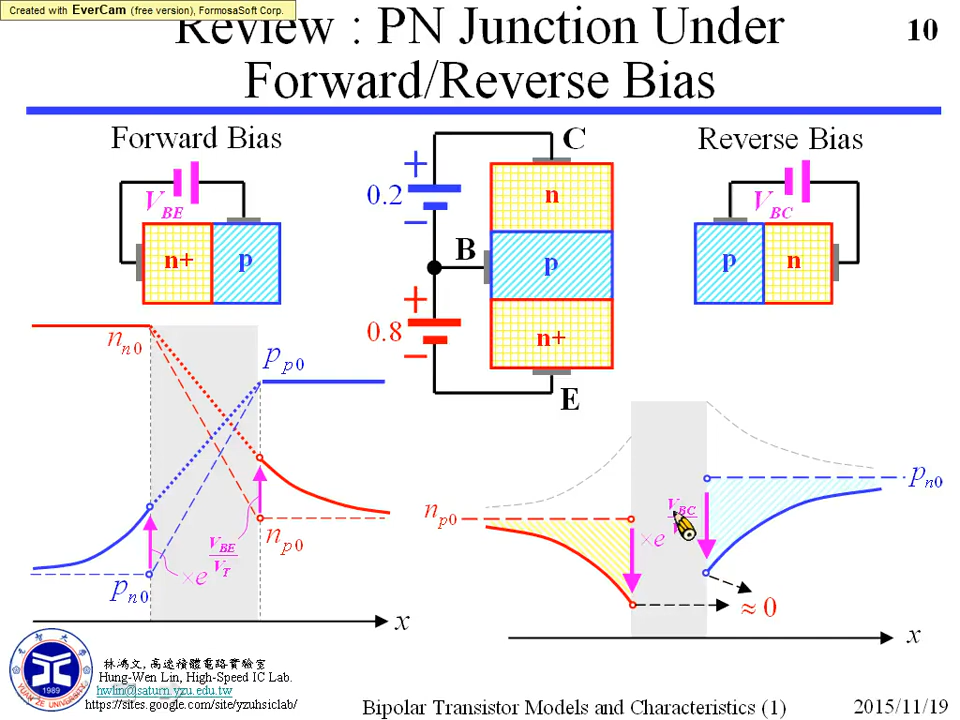 Created with EverCam (free version), FormosaSoft Corp.
Review : PN Junction Under
Forward/Reverse Bias
10
Forward Bias
C
Reverse Bias
+
0.2
−
n
V_BE
V_BC
B
n+
p
p
p
n
+
0.8
−
n+
E
n_n0
p_p0
p_n0
n_p0
V_BC
×e
n_p0
V_BE
V_T
×e
p_n0
≈ 0
x
x
林鴻文, 高速積體電路實驗室
Hung-Wen Lin, High-Speed IC Lab.
hwlin@saturn.yzu.edu.tw
https://sites.google.com/site/yzuhsiclab/
YUAN ZE UNIVERSITY
1989
Bipolar Transistor Models and Characteristics (1)
2015/11/19